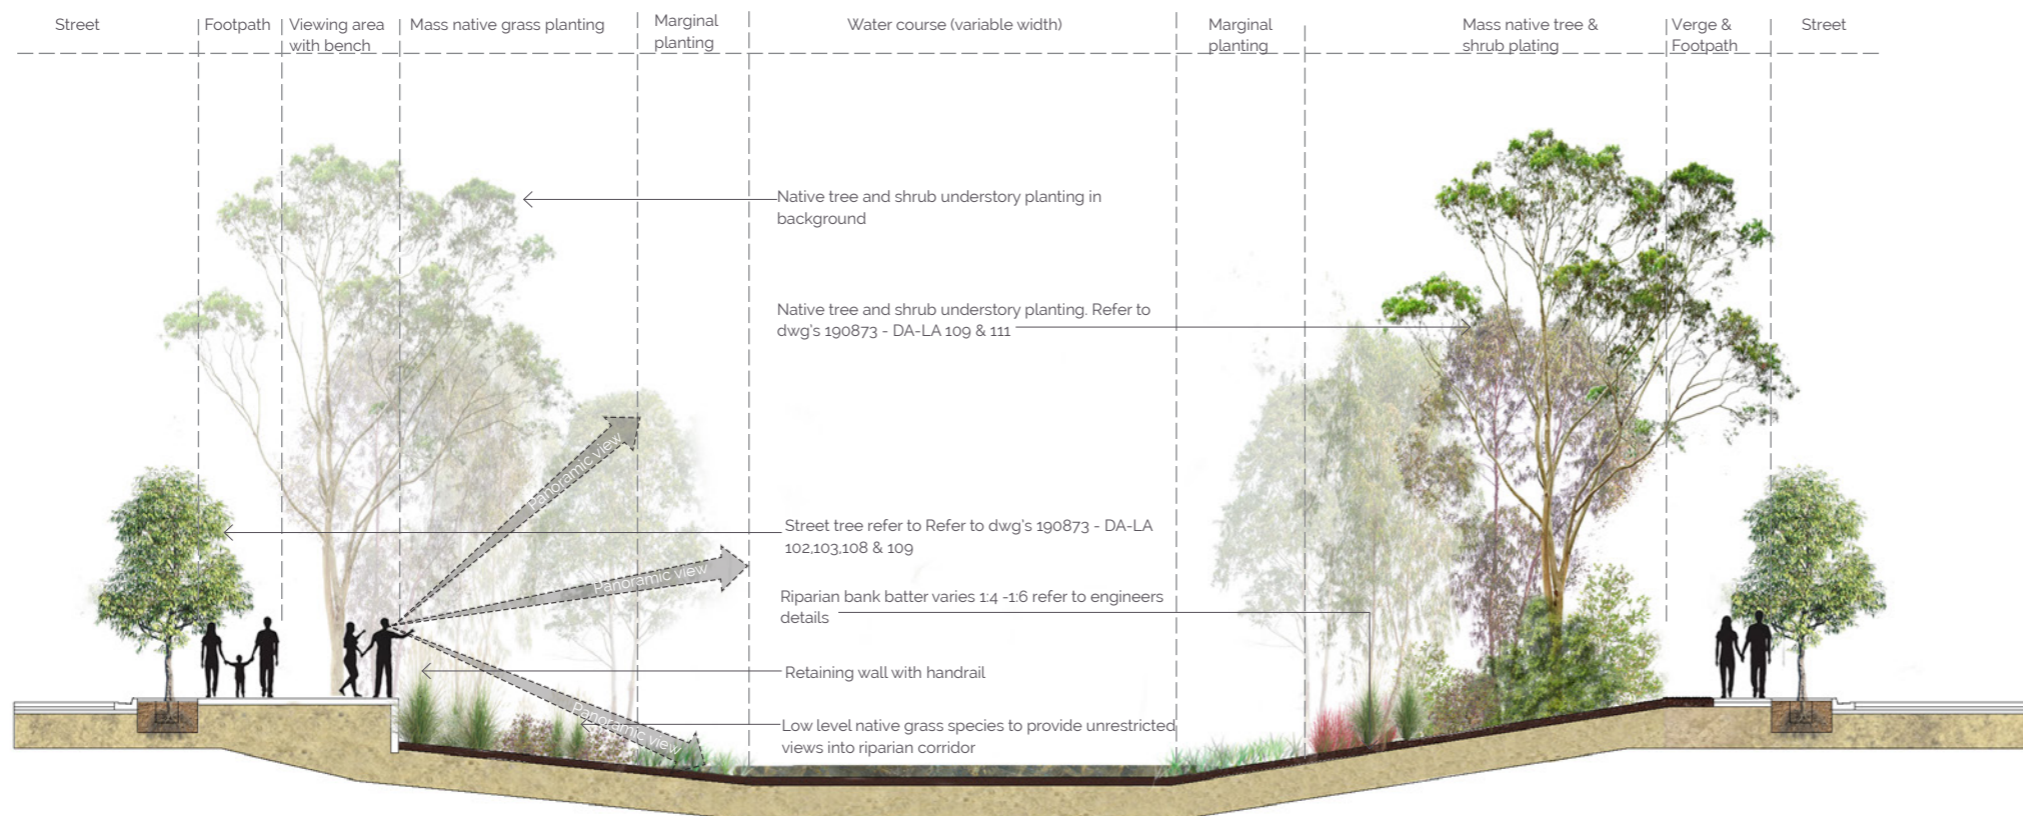 Street
Footpath
Viewing area
with bench
Mass native grass planting
Marginal
planting
Water course (variable width)
Marginal
planting
Mass native tree &
shrub plating
Verge &
Footpath
Street
Native tree and shrub understory planting in
background
Native tree and shrub understory planting. Refer to
dwg's 190873 - DA-LA 109 & 111
Panoramic view
Street tree refer to Refer to dwg's 190873 - DA-LA
102,103,108 & 109
Panoramic view
Riparian bank batter varies 1:4 -1:6 refer to engineers
details
Retaining wall with handrail
Panoramic view
Low level native grass species to provide unrestricted
views into riparian corridor